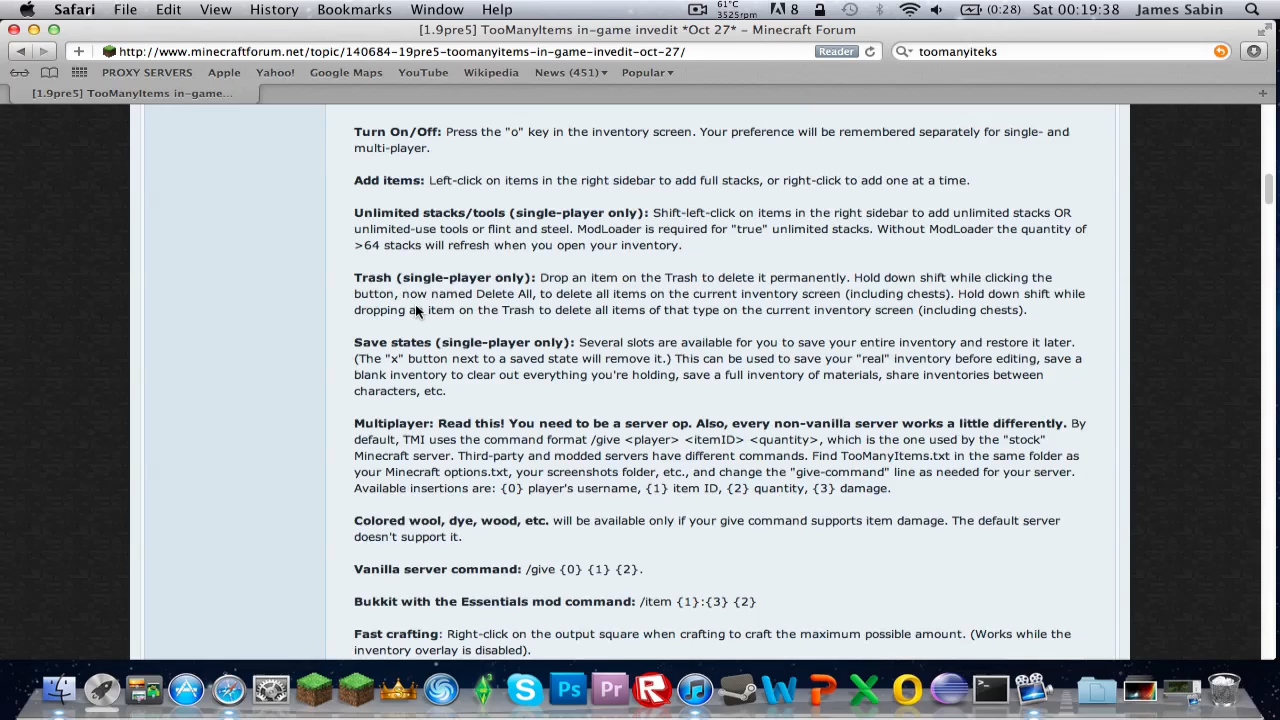 Safari File Edit View History Bookmarks Window Help 61°C 3525rpm 8 (0:28) Sat 00:19:38 James Sabin
[1.9pre5] TooManyItems in-game invedit *Oct 27* - Minecraft Forum
http://www.minecraftforum.net/topic/140684-19pre5-toomanyitems-in-game-invedit-oct-27/ Reader toomanyiteks
PROXY SERVERS Apple Yahoo! Google Maps YouTube Wikipedia News (451)▾ Popular▾
[1.9pre5] TooManyItems in-game...
Turn On/Off: Press the "o" key in the inventory screen. Your preference will be remembered separately for single- and
multi-player.
Add items: Left-click on items in the right sidebar to add full stacks, or right-click to add one at a time.
Unlimited stacks/tools (single-player only): Shift-left-click on items in the right sidebar to add unlimited stacks OR
unlimited-use tools or flint and steel. ModLoader is required for "true" unlimited stacks. Without ModLoader the quantity of
>64 stacks will refresh when you open your inventory.
Trash (single-player only): Drop an item on the Trash to delete it permanently. Hold down shift while clicking the
button, now named Delete All, to delete all items on the current inventory screen (including chests). Hold down shift while
dropping an item on the Trash to delete all items of that type on the current inventory screen (including chests).
Save states (single-player only): Several slots are available for you to save your entire inventory and restore it later.
(The "x" button next to a saved state will remove it.) This can be used to save your "real" inventory before editing, save a
blank inventory to clear out everything you're holding, save a full inventory of materials, share inventories between
characters, etc.
Multiplayer: Read this! You need to be a server op. Also, every non-vanilla server works a little differently. By
default, TMI uses the command format /give <player> <itemID> <quantity>, which is the one used by the "stock"
Minecraft server. Third-party and modded servers have different commands. Find TooManyItems.txt in the same folder as
your Minecraft options.txt, your screenshots folder, etc., and change the "give-command" line as needed for your server.
Available insertions are: {0} player's username, {1} item ID, {2} quantity, {3} damage.
Colored wool, dye, wood, etc. will be available only if your give command supports item damage. The default server
doesn't support it.
Vanilla server command: /give {0} {1} {2}.
Bukkit with the Essentials mod command: /item {1}:{3} {2}
Fast crafting: Right-click on the output square when crafting to craft the maximum possible amount. (Works while the
inventory overlay is disabled).